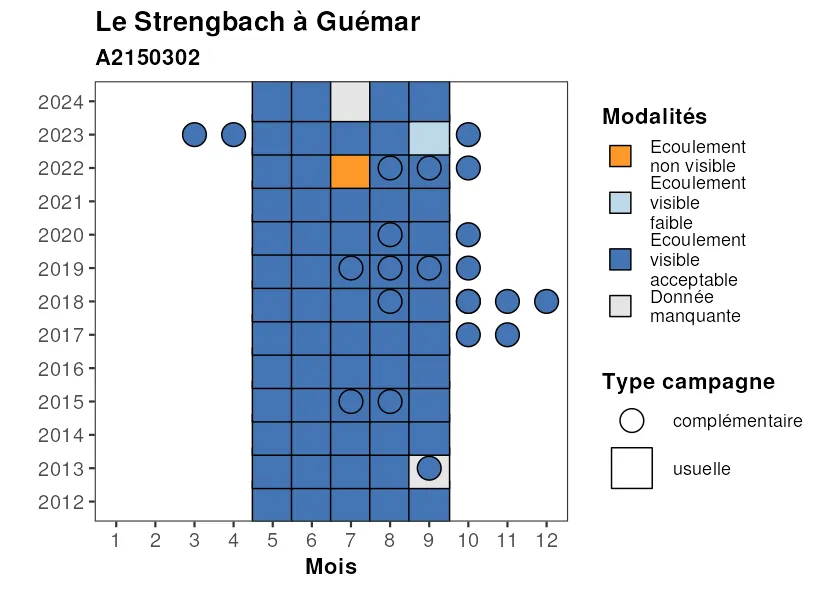 Le Strengbach à Guémar
A2150302
2024
2023
2022
2021
2020
2019
2018
2017
2016
2015
2014
2013
2012
1 2 3 4 5 6 7 8 9 10 11 12
Mois
Modalités
Ecoulement
non visible
Ecoulement
visible
faible
Ecoulement
visible
acceptable
Donnée
manquante
Type campagne
complémentaire
usuelle